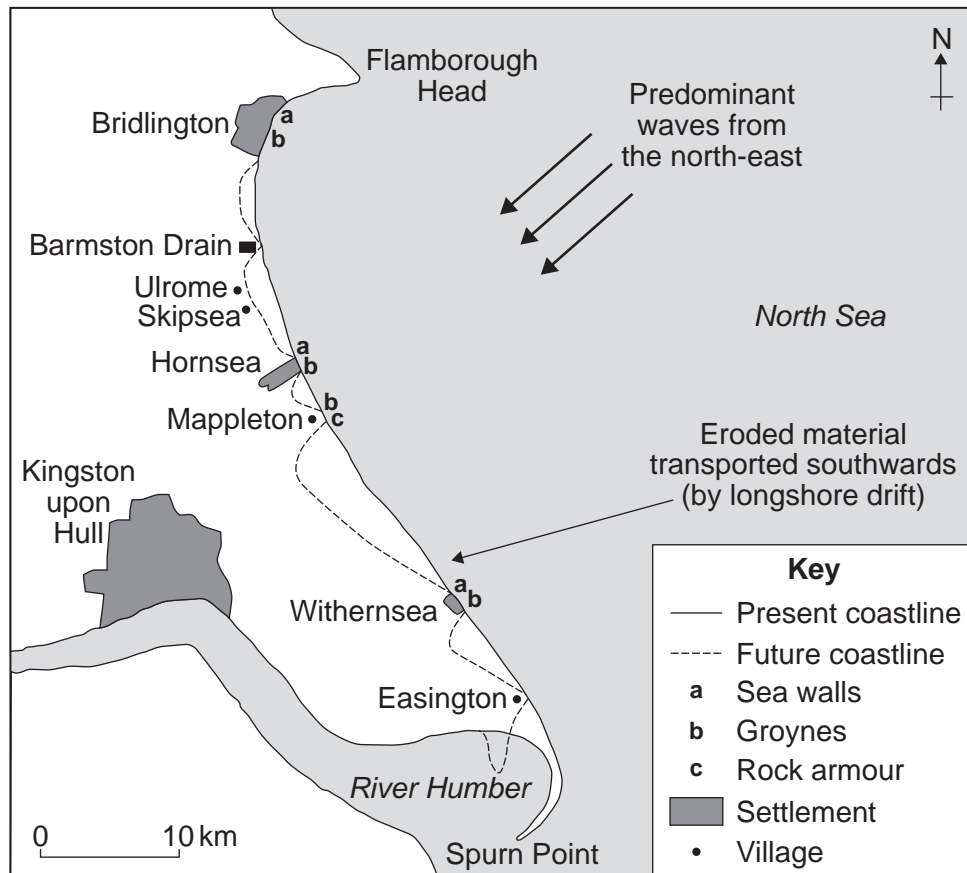 Flamborough
Head
N
Predominant
waves from
the north-east
a
Bridlington
b
Barmston Drain
Ulrome
Skipsea
North Sea
a
Hornsea
b
b
Mappleton
c
Eroded material
transported southwards
(by longshore drift)
Kingston
upon
Hull
a
Withernsea
b
Easington
River Humber
Spurn Point
0 10 km
Key
Present coastline
Future coastline
a Sea walls
b Groynes
c Rock armour
Settlement
Village